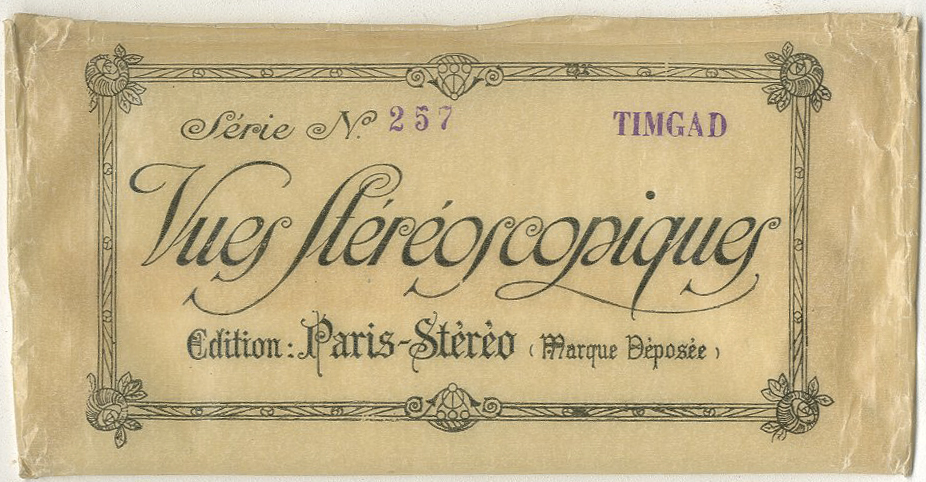 Série N° 257 TIMGAD
Vues Stéréoscopiques
Edition: Paris-Stéréo (Marque Déposée)